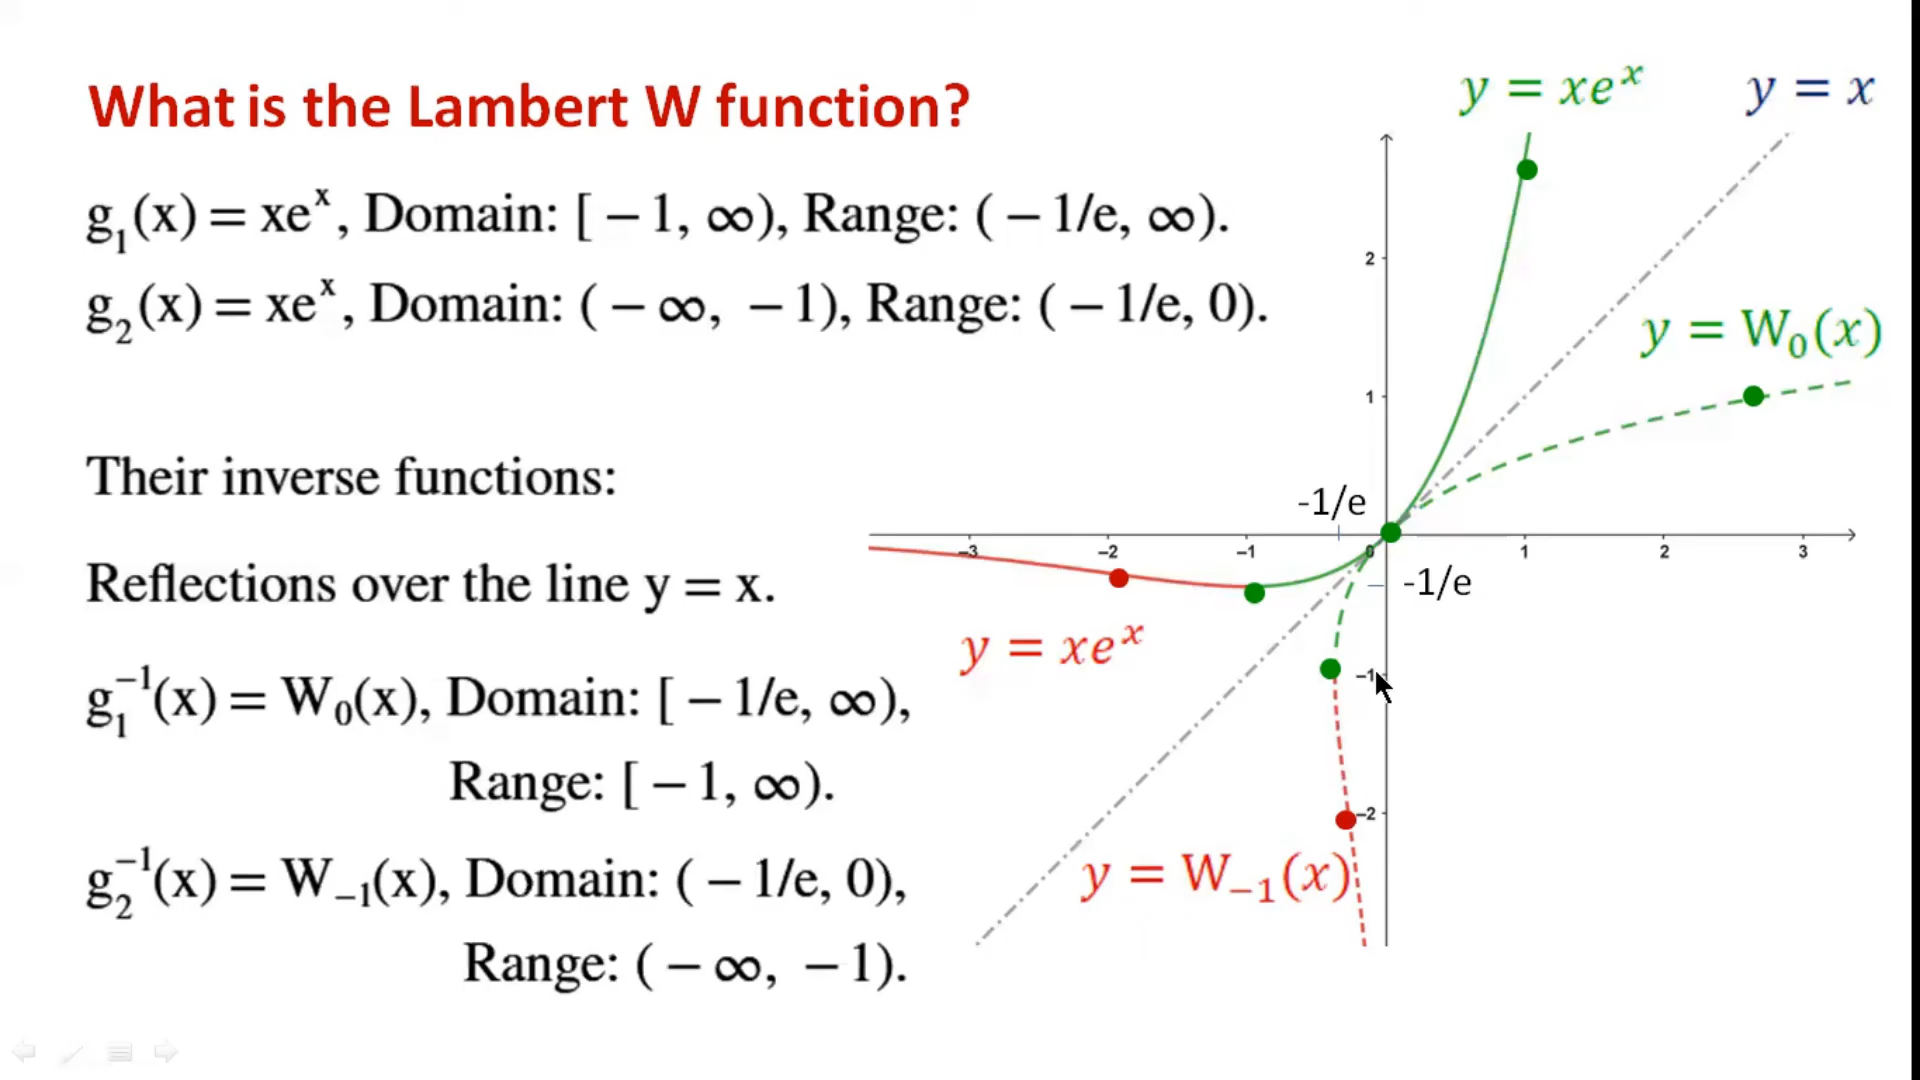 What is the Lambert W function?
g₁(x) = xeˣ, Domain: [ – 1, ∞), Range: ( – 1/e, ∞).
g₂(x) = xeˣ, Domain: ( – ∞, – 1), Range: ( – 1/e, 0).
Their inverse functions:
Reflections over the line y = x.
g₁⁻¹(x) = W₀(x), Domain: [ – 1/e, ∞),
Range: [ – 1, ∞).
g₂⁻¹(x) = W₋₁(x), Domain: ( – 1/e, 0),
Range: ( – ∞, – 1).
y = xeˣ
y = x
2
y = W₀(x)
1
-1/e
–3
–2
–1
0
1
2
3
-1/e
y = xeˣ
–1
–2
y = W₋₁(x)